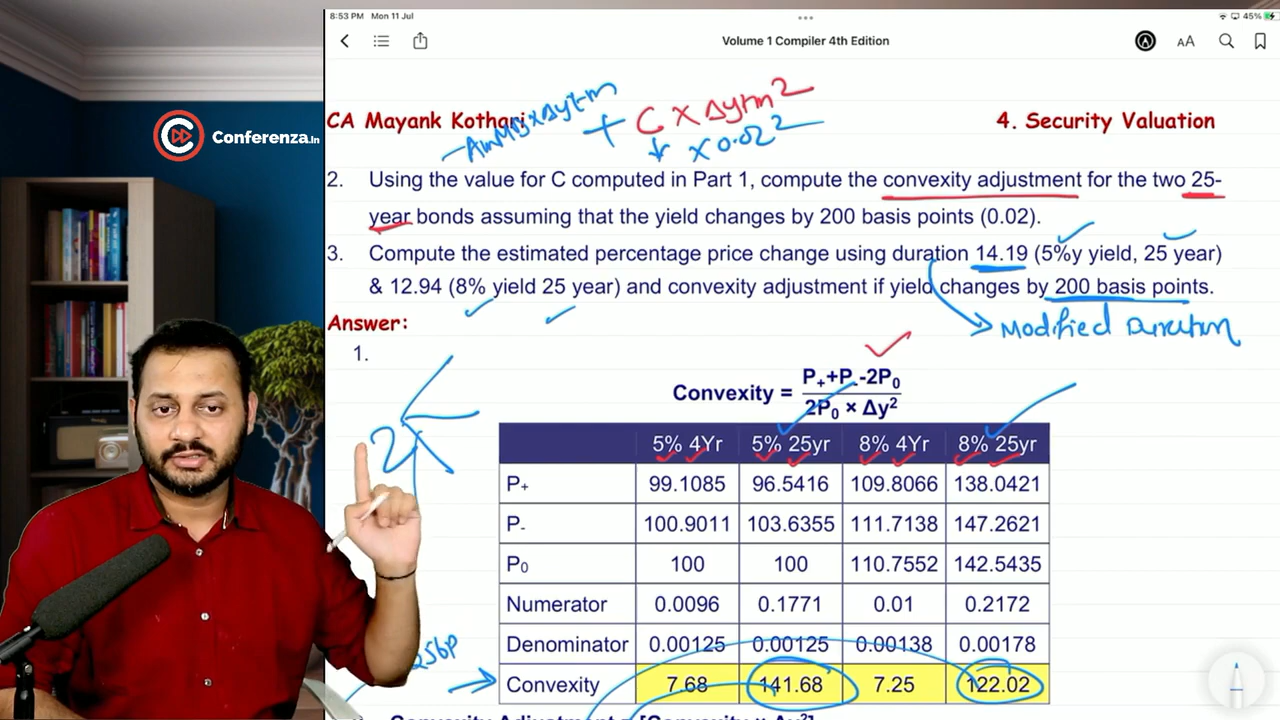 8:53 PM Mon 11 Jul
45%
Volume 1 Compiler 4th Edition
AA
Conferenza.In
CA Mayank Kothari
+ C × Δytm²
× 0.02²
4. Security Valuation
2. Using the value for C computed in Part 1, compute the convexity adjustment for the two 25-
year bonds assuming that the yield changes by 200 basis points (0.02).
3. Compute the estimated percentage price change using duration 14.19 (5%y yield, 25 year)
& 12.94 (8% yield 25 year) and convexity adjustment if yield changes by 200 basis points.
Modified Duration
Answer:
1.
Convexity = P₊+P₋-2P₀
2P₀ × Δy²
2
5% 4Yr 5% 25yr 8% 4Yr 8% 25yr
P₊ 99.1085 96.5416 109.8066 138.0421
P₋ 100.9011 103.6355 111.7138 147.2621
P₀ 100 100 110.7552 142.5435
Numerator 0.0096 0.1771 0.01 0.2172
Denominator 0.00125 0.00125 0.00138 0.00178
Convexity 7.68 141.68 7.25 122.02
Convexity Adjustment = [Convexity × Δy²]